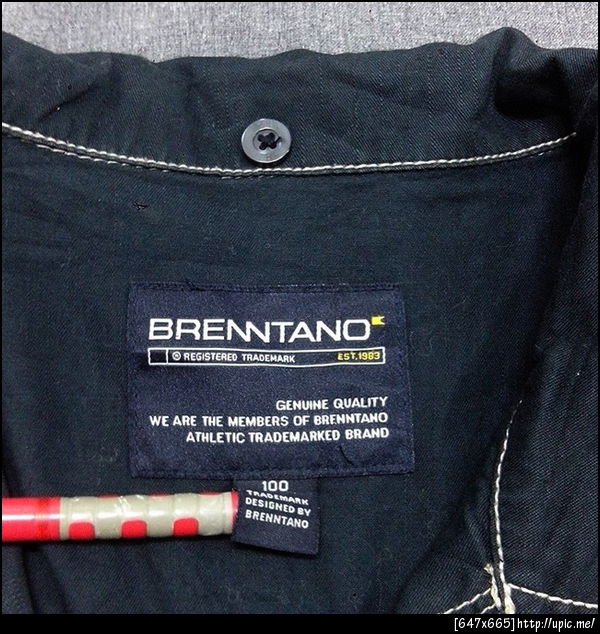 BRENNTANO
® REGISTERED TRADEMARK EST.1983
GENUINE QUALITY
WE ARE THE MEMBERS OF BRENNTANO
ATHLETIC TRADEMARKED BRAND
100
TRADEMARK
DESIGNED BY
BRENNTANO
[647x665]http://upic.me/